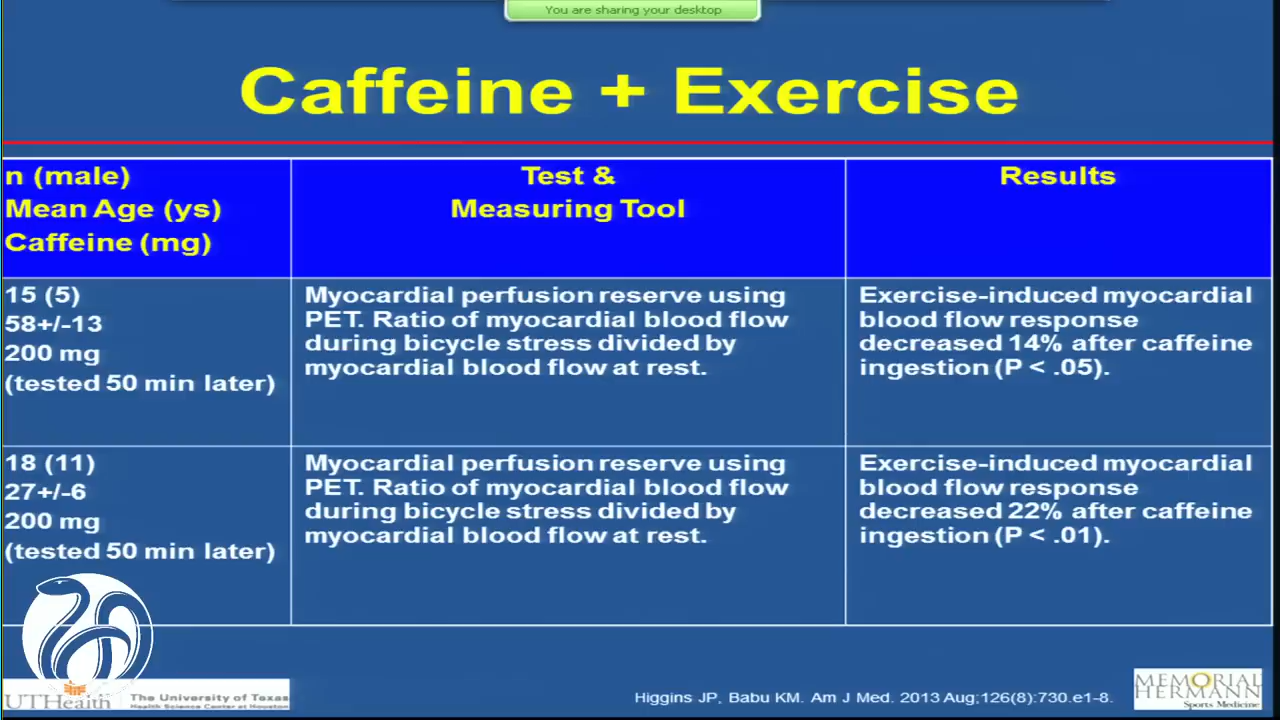 You are sharing your desktop
Caffeine + Exercise
n (male)
Mean Age (ys)
Caffeine (mg)
Test &
Measuring Tool
Results
15 (5)
58+/-13
200 mg
(tested 50 min later)
Myocardial perfusion reserve using
PET. Ratio of myocardial blood flow
during bicycle stress divided by
myocardial blood flow at rest.
Exercise-induced myocardial
blood flow response
decreased 14% after caffeine
ingestion (P < .05).
18 (11)
27+/-6
200 mg
(tested 50 min later)
Myocardial perfusion reserve using
PET. Ratio of myocardial blood flow
during bicycle stress divided by
myocardial blood flow at rest.
Exercise-induced myocardial
blood flow response
decreased 22% after caffeine
ingestion (P < .01).
UTHealth
The University of Texas
Health Science Center at Houston
Higgins JP, Babu KM. Am J Med. 2013 Aug;126(8):730.e1-8.
MEMORIAL
HERMANN
Sports Medicine